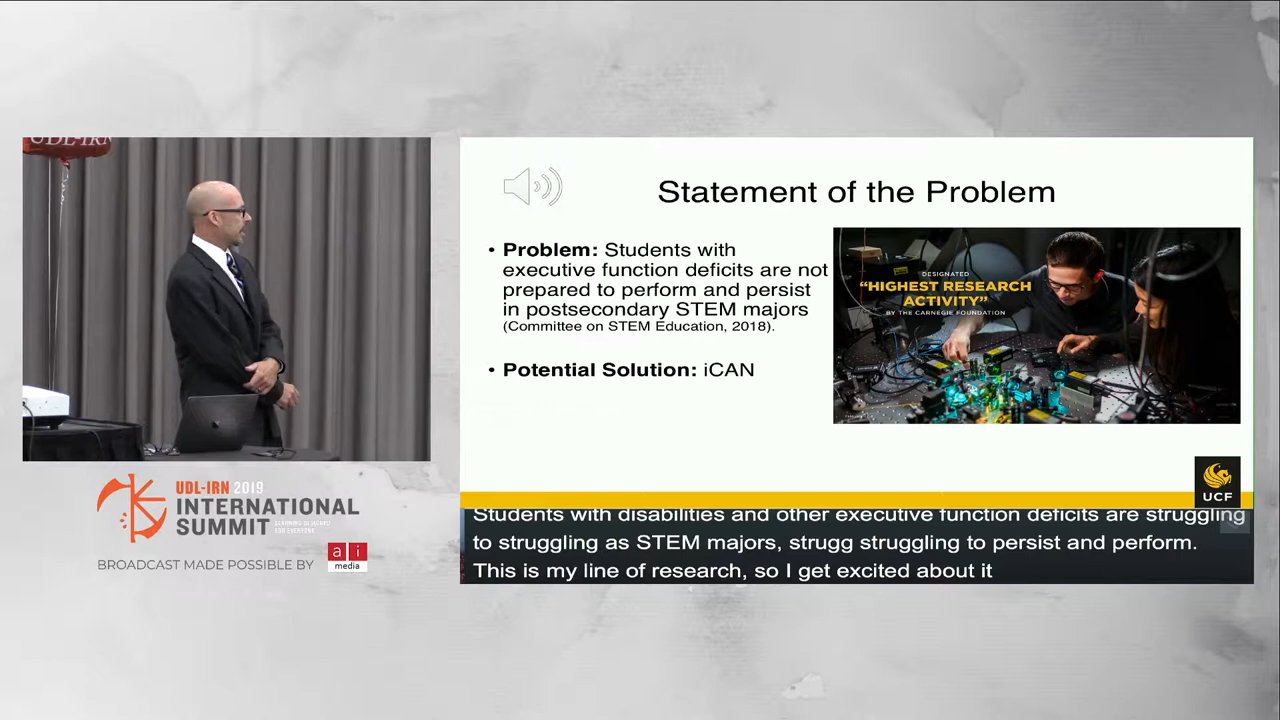 UDL-IRN
UDL-IRN 2019
INTERNATIONAL
SUMMIT
BROADCAST MADE POSSIBLE BY
a i
media
Statement of the Problem
• Problem: Students with
executive function deficits are not
prepared to perform and persist
in postsecondary STEM majors
(Committee on STEM Education, 2018).
• Potential Solution: iCAN
DESIGNATED
“HIGHEST RESEARCH
ACTIVITY”
BY THE CARNEGIE FOUNDATION
UCF
Students with disabilities and other executive function deficits are struggling
to struggling as STEM majors, strugg struggling to persist and perform.
This is my line of research, so I get excited about it